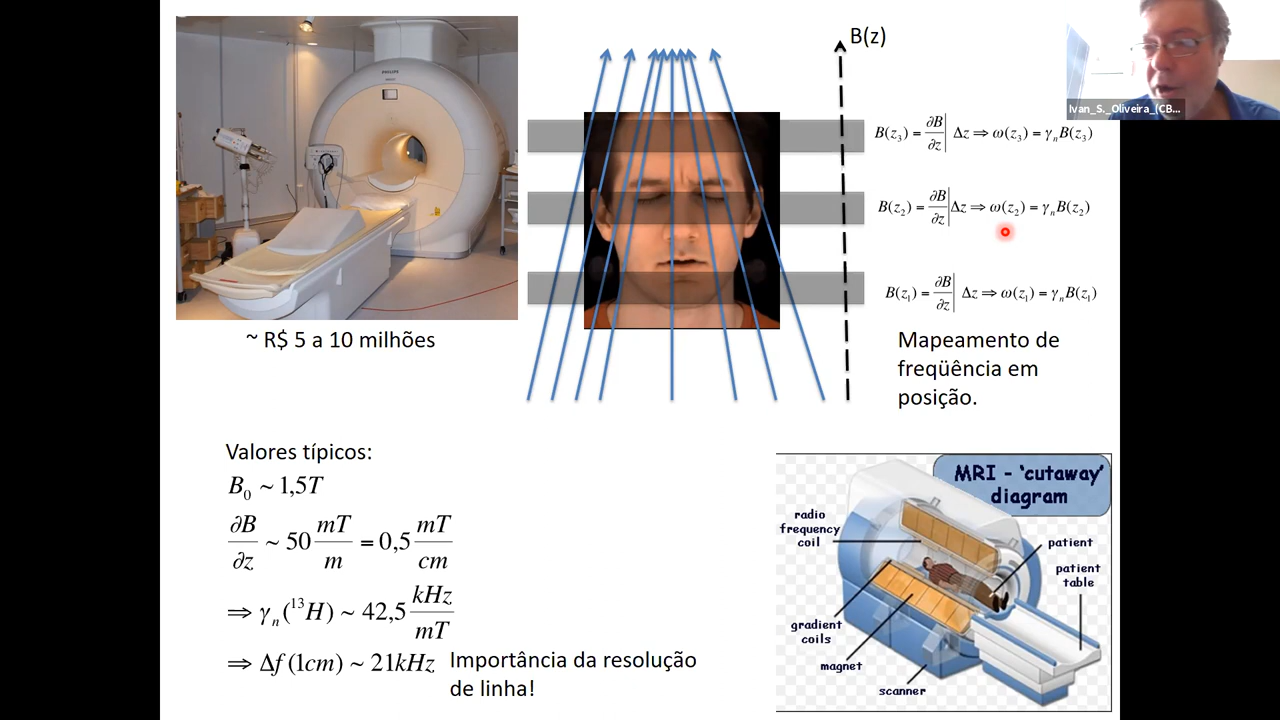 PHILIPS
B(z)
Ivan_S._Oliveira_(CB...
B(z₃) = ∂B/∂z| Δz ⇒ ω(z₃) = γₙB(z₃)
B(z₂) = ∂B/∂z|Δz ⇒ ω(z₂) = γₙB(z₂)
B(z₁) = ∂B/∂z| Δz ⇒ ω(z₁) = γₙB(z₁)
~ R$ 5 a 10 milhões
Mapeamento de
freqüência em
posição.
Valores típicos:
B₀ ~ 1,5T
∂B/∂z ~ 50 mT/m = 0,5 mT/cm
⇒ γₙ(¹³H) ~ 42,5 kHz/mT
⇒ Δf(1cm) ~ 21kHz
Importância da resolução
de linha!
MRI - 'cutaway'
diagram
radio
frequency
coil
patient
patient
table
gradient
coils
magnet
scanner